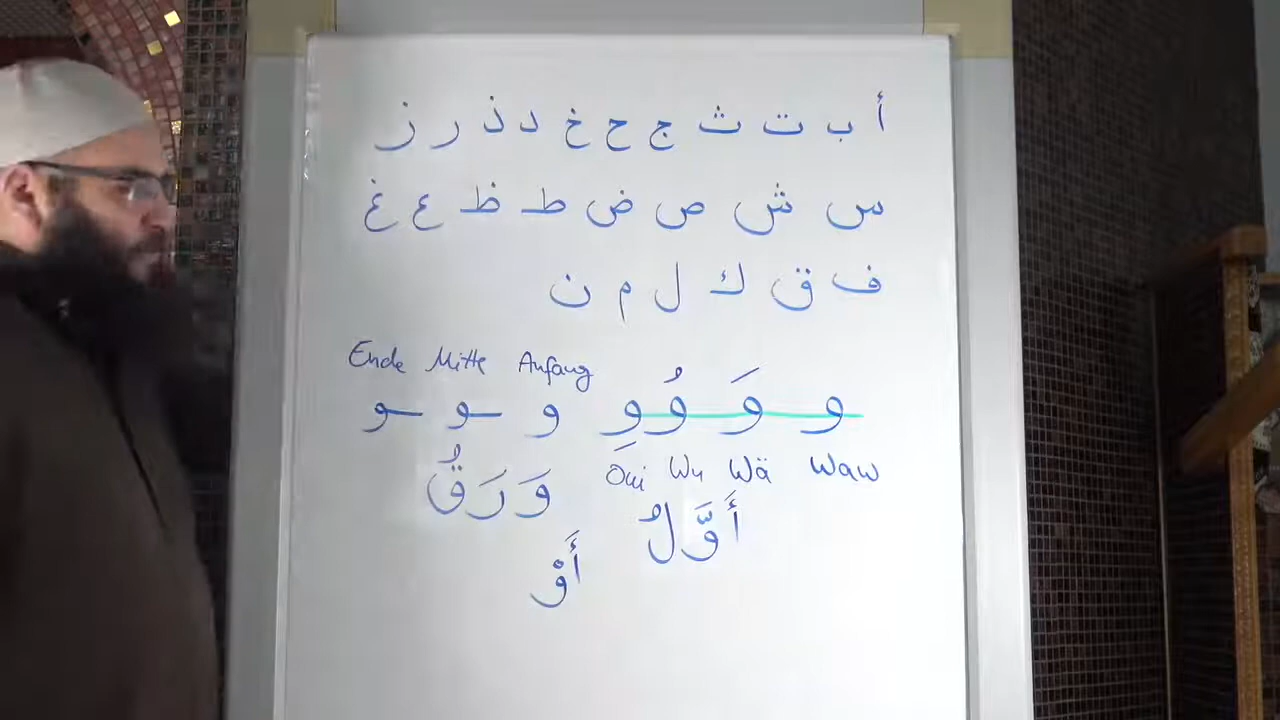 أ ب ت ث ج ح خ د ذ ر ز
س ش ص ض ط ظ ع غ
ف ق ك ل م ن
Ende Mitte Anfang
و وَ وُ وِ و ـو ـو
Oui Wu Wä Waw
أَوَّلُ وَرَقُ
أَوْ